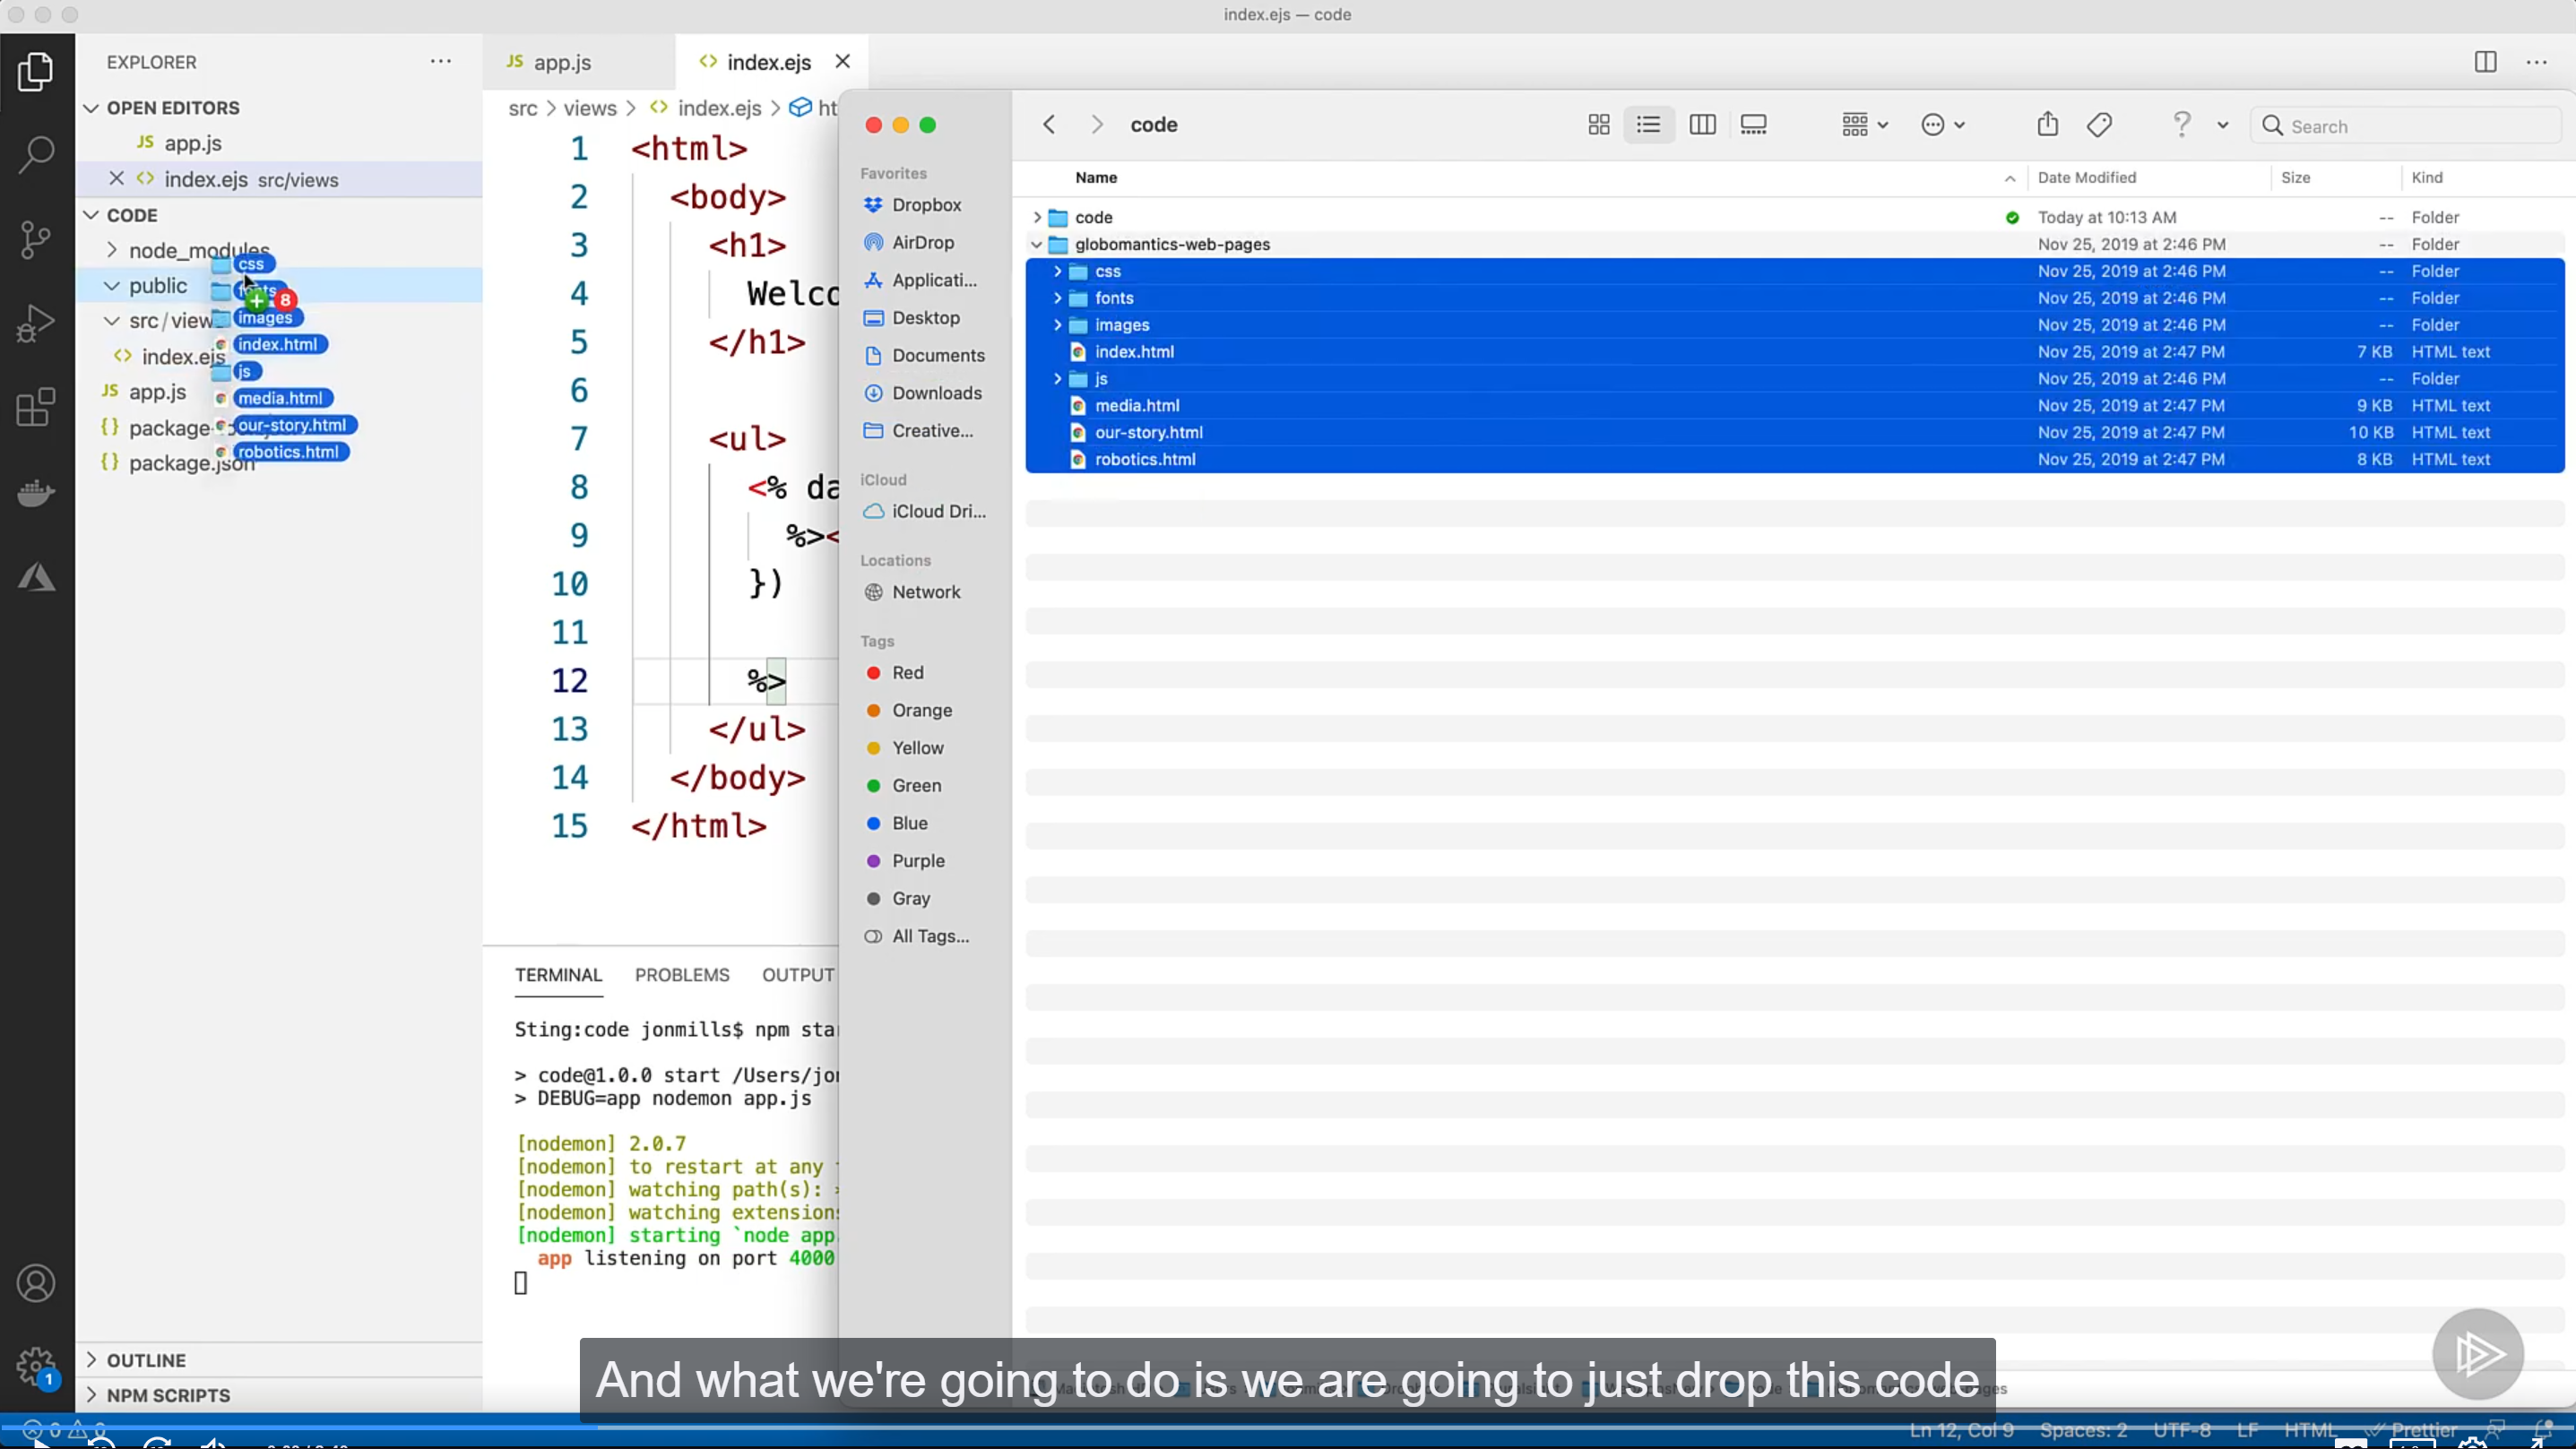 index.ejs — code
EXPLORER
JS app.js
index.ejs
OPEN EDITORS
JS app.js
index.ejs src/views
CODE
node_modules
public
src/view
index.ejs
JS app.js
package
package.json
css
8
images
index.html
js
media.html
our-story.html
robotics.html
OUTLINE
NPM SCRIPTS
1
src > views > index.ejs > ht
1 <html>
2 <body>
3 <h1>
4 Welco
5 </h1>
6
7 <ul>
8 <% da
9 %><
10 })
11
12 %>
13 </ul>
14 </body>
15 </html>
TERMINAL PROBLEMS OUTPUT
Sting:code jonmills$ npm sta
> code@1.0.0 start /Users/jo
> DEBUG=app nodemon app.js
[nodemon] 2.0.7
[nodemon] to restart at any
[nodemon] watching path(s):
[nodemon] watching extensions
[nodemon] starting `node app
app listening on port 4000
code
Search
Favorites
Dropbox
AirDrop
Applicati...
Desktop
Documents
Downloads
Creative...
iCloud
iCloud Dri...
Locations
Network
Tags
Red
Orange
Yellow
Green
Blue
Purple
Gray
All Tags...
Name Date Modified Size Kind
code Today at 10:13 AM -- Folder
globomantics-web-pages Nov 25, 2019 at 2:46 PM -- Folder
css Nov 25, 2019 at 2:46 PM -- Folder
fonts Nov 25, 2019 at 2:46 PM -- Folder
images Nov 25, 2019 at 2:46 PM -- Folder
index.html Nov 25, 2019 at 2:47 PM 7 KB HTML text
js Nov 25, 2019 at 2:46 PM -- Folder
media.html Nov 25, 2019 at 2:47 PM 9 KB HTML text
our-story.html Nov 25, 2019 at 2:47 PM 10 KB HTML text
robotics.html Nov 25, 2019 at 2:47 PM 8 KB HTML text
And what we're going to do is we are going to just drop this code
Ln 12, Col 9 Spaces: 2 UTF-8 LF HTML Prettier